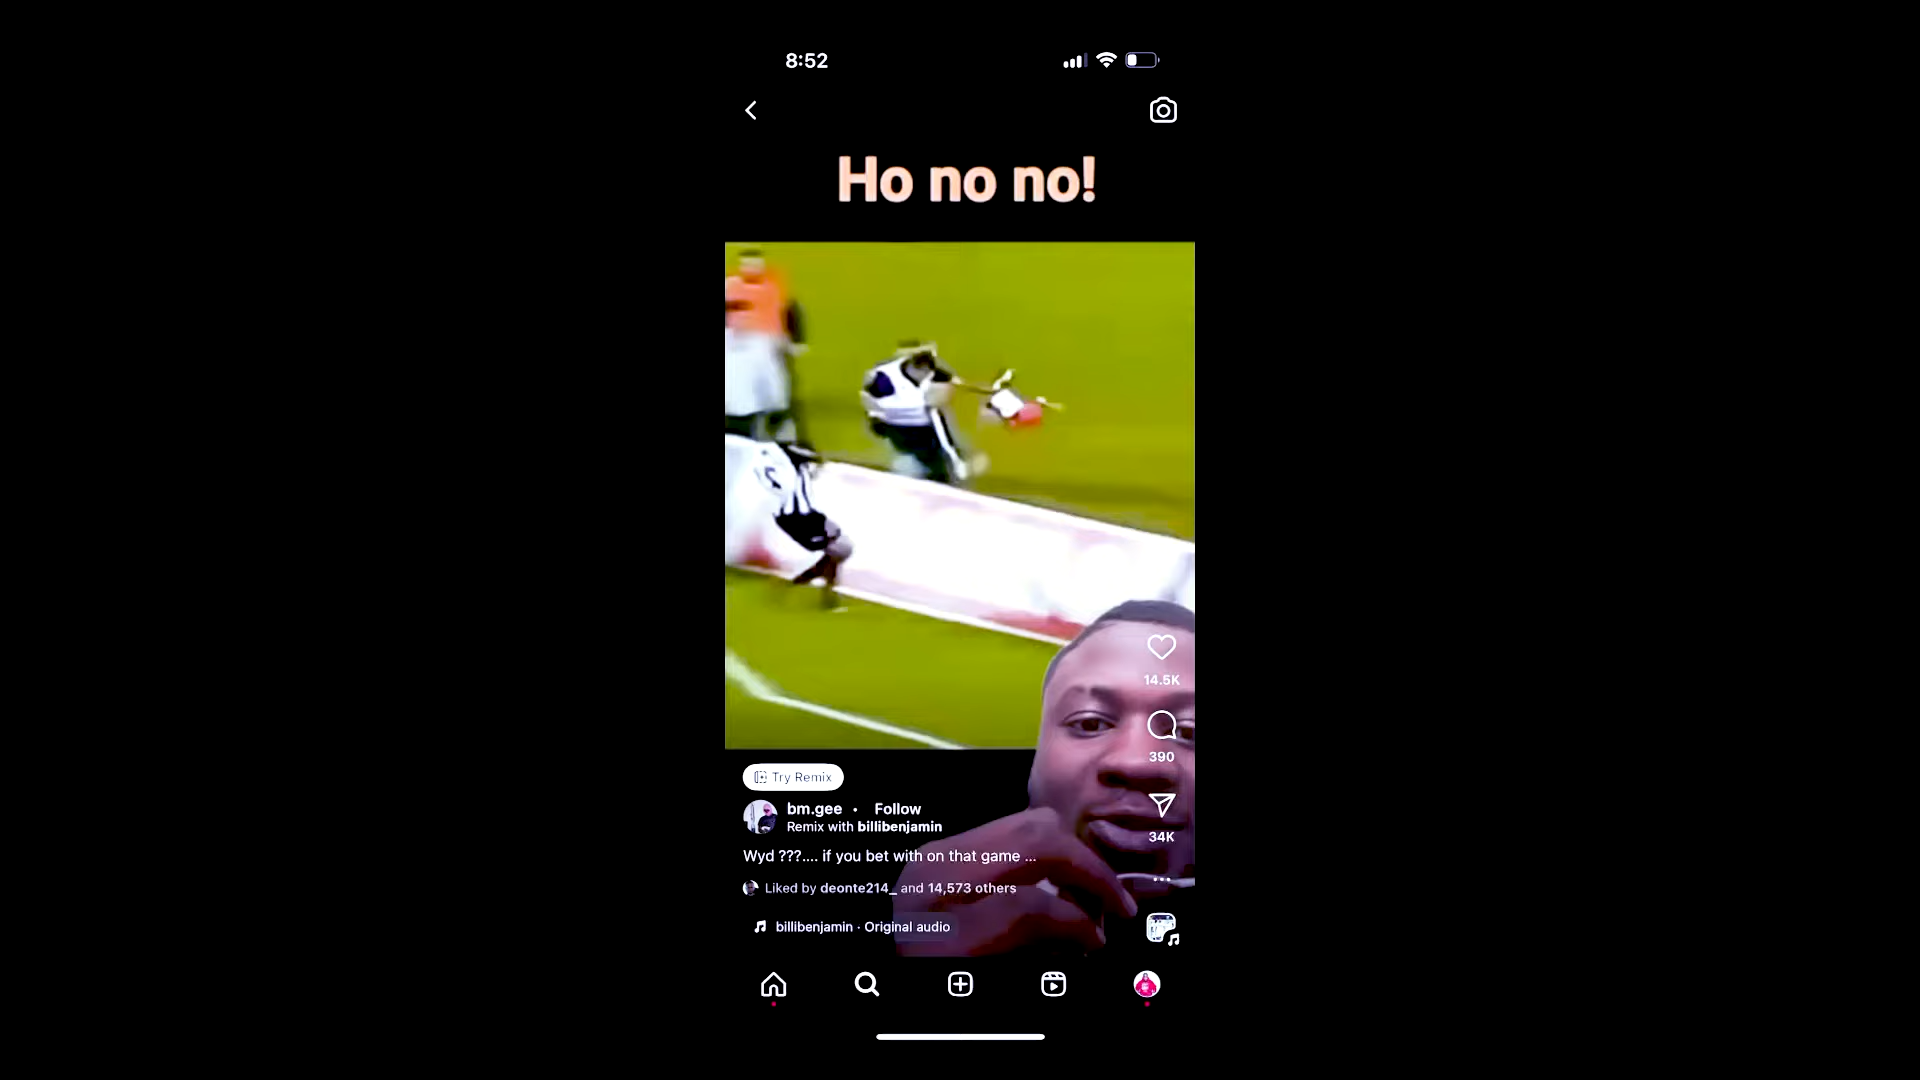 8:52
Ho no no!
14.5K
390
34K
Try Remix
bm.gee • Follow
Remix with billibenjamin
Wyd ???.... if you bet with on that game ...
Liked by deonte214_ and 14,573 others
billibenjamin · Original audio